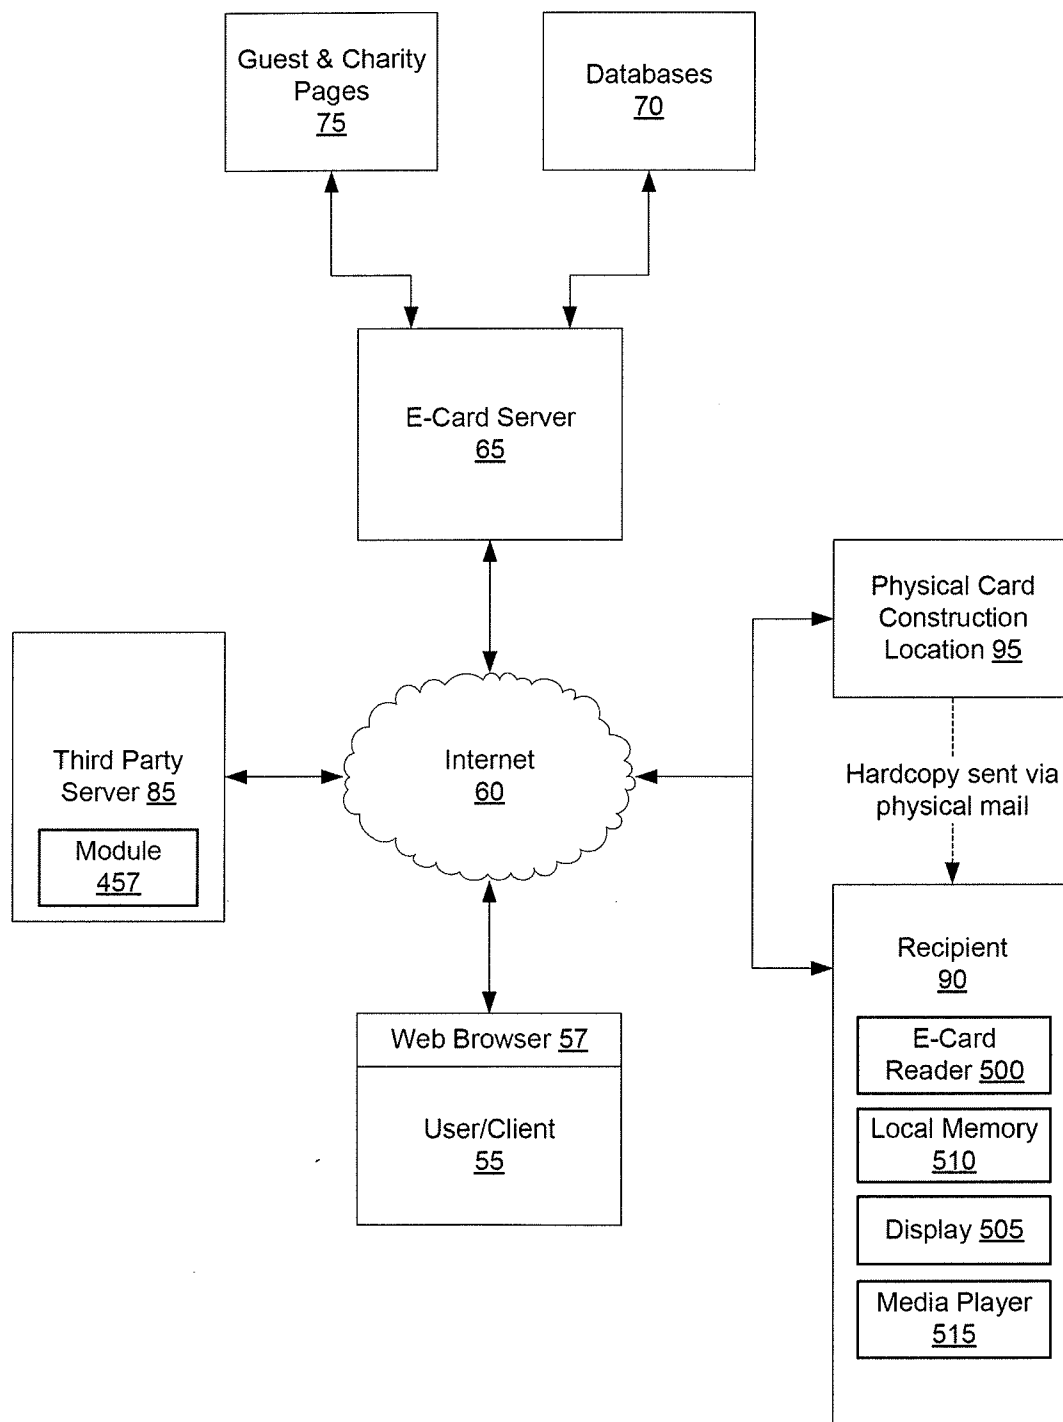 Guest & Charity
Pages
75
Databases
70
E-Card Server
65
Physical Card
Construction
Location 95
Third Party
Server 85
Module
457
Internet
60
Hardcopy sent via
physical mail
Web Browser 57
User/Client
55
Recipient
90
E-Card
Reader 500
Local Memory
510
Display 505
Media Player
515